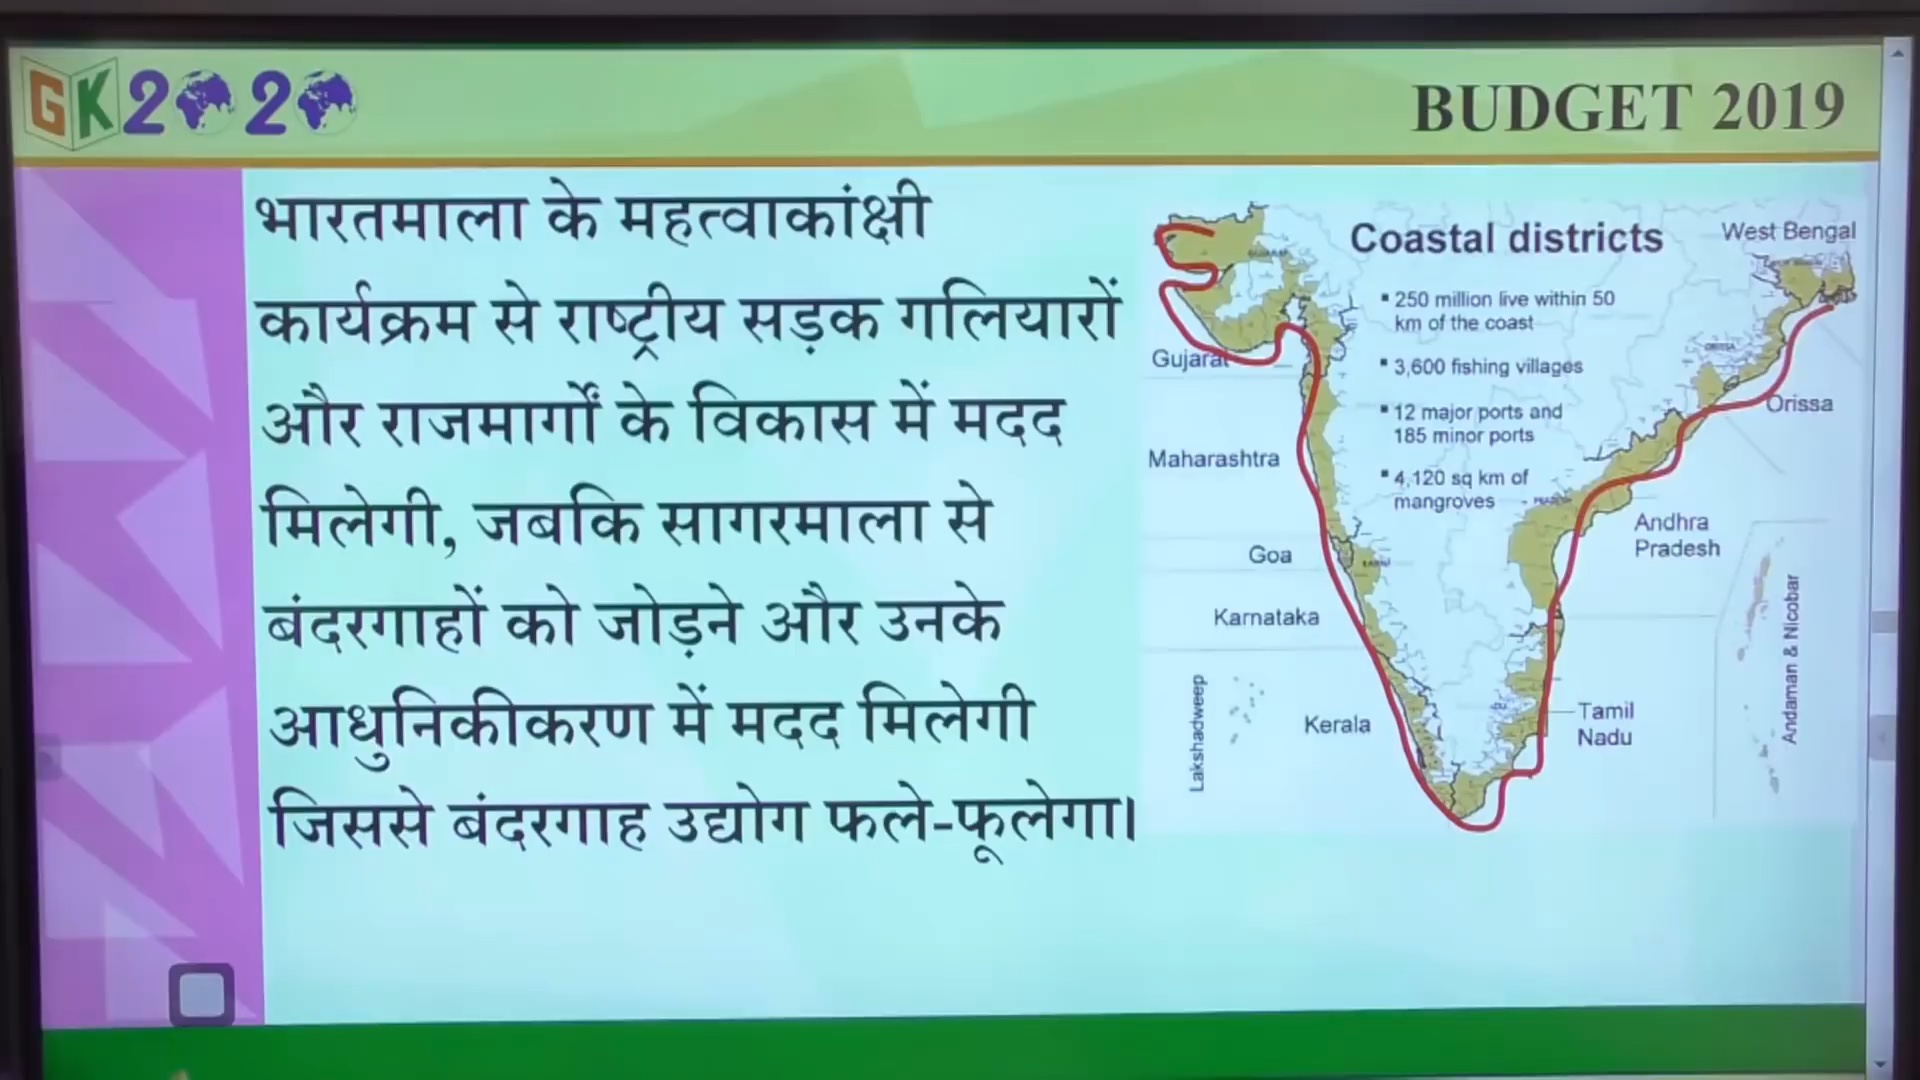 GK2020
BUDGET 2019
भारतमाला के महत्वाकांक्षी
कार्यक्रम से राष्ट्रीय सड़क गलियारों
और राजमार्गों के विकास में मदद
मिलेगी, जबकि सागरमाला से
बंदरगाहों को जोड़ने और उनके
आधुनिकीकरण में मदद मिलेगी
जिससे बंदरगाह उद्योग फले-फूलेगा।
Coastal districts
West Bengal
▪ 250 million live within 50
km of the coast
▪ 3,600 fishing villages
▪ 12 major ports and
185 minor ports
▪ 4,120 sq km of
mangroves
Gujarat
Maharashtra
Goa
Karnataka
Kerala
Lakshadweep
Orissa
Andhra
Pradesh
Tamil
Nadu
Andaman & Nicobar